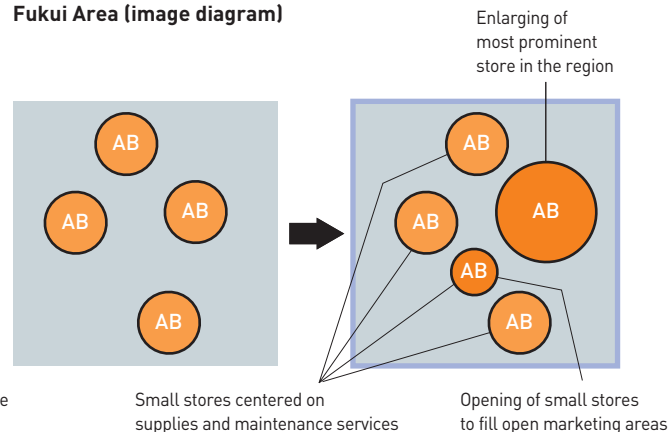 Fukui Area (image diagram)
Enlarging of
most prominent
store in the region
AB
AB
AB
AB
AB
AB
AB
AB
AB
e
Small stores centered on
supplies and maintenance services
Opening of small stores
to fill open marketing areas